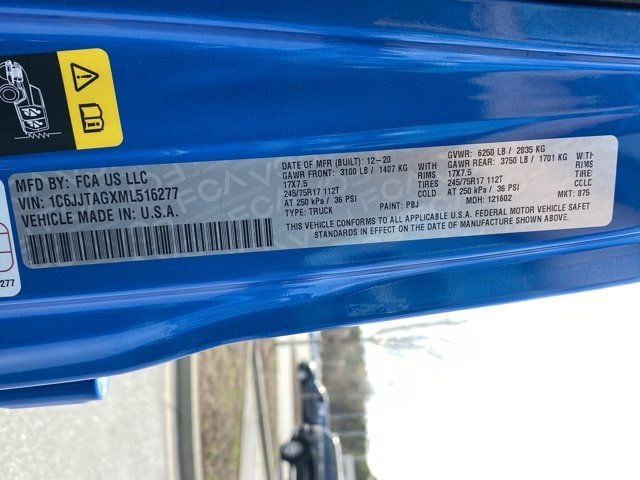 MFD BY: FCA US LLC
VIN: 1C6JJTAGXML516277
VEHICLE MADE IN: U.S.A.
DATE OF MFR (BUILT): 12-20 GVWR: 6250 LB / 2835 KG
GAWR FRONT: 3100 LB / 1407 KG WITH GAWR REAR: 3750 LB / 1701 KG WITH
17X7.5 RIMS 17X7.5 RIMS
245/75R17 112T TIRES 245/75R17 112T TIRES
AT 250 kPa / 36 PSI COLD AT 250 kPa / 36 PSI COLD
TYPE: TRUCK PAINT: PBJ MDH: 121602 MKT: 875
THIS VEHICLE CONFORMS TO ALL APPLICABLE U.S.A. FEDERAL MOTOR VEHICLE SAFETY
STANDARDS IN EFFECT ON THE DATE OF MANUFACTURE SHOWN ABOVE.
277